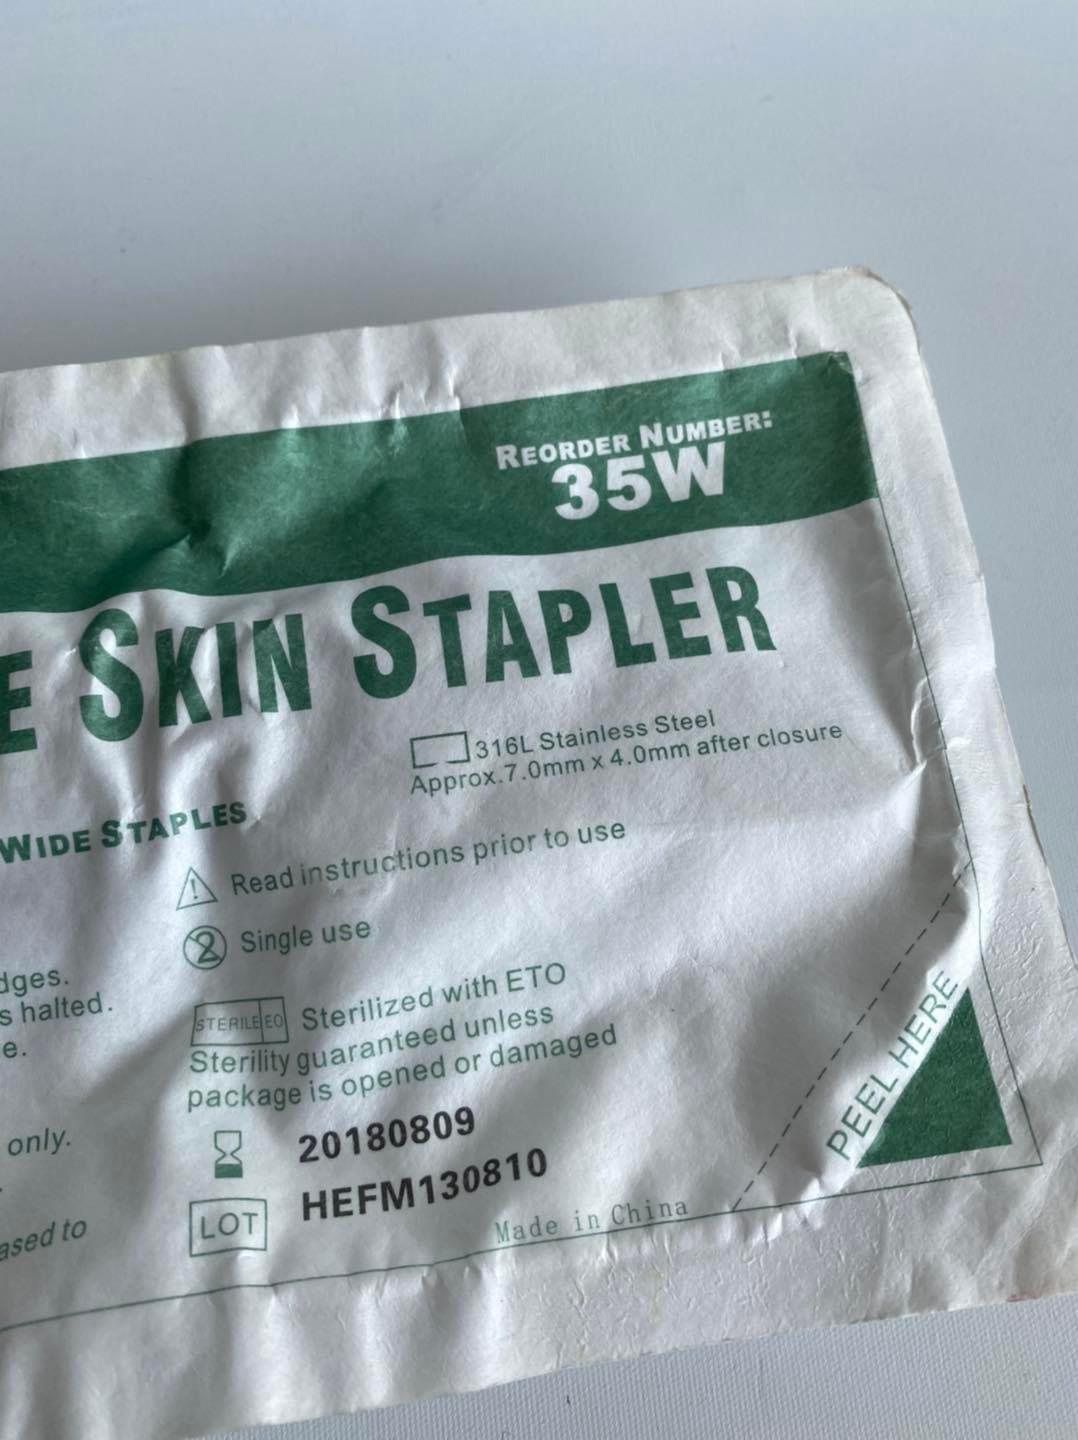 REORDER NUMBER:
35W
E SKIN STAPLER
316L Stainless Steel
Approx.7.0mm x 4.0mm after closure
WIDE STAPLES
Read instructions prior to use
2 Single use
dges.
s halted.
e.
STERILE EO Sterilized with ETO
Sterility guaranteed unless
package is opened or damaged
only.
20180809
LOT HEFM130810
ased to
Made in China
PEEL HERE